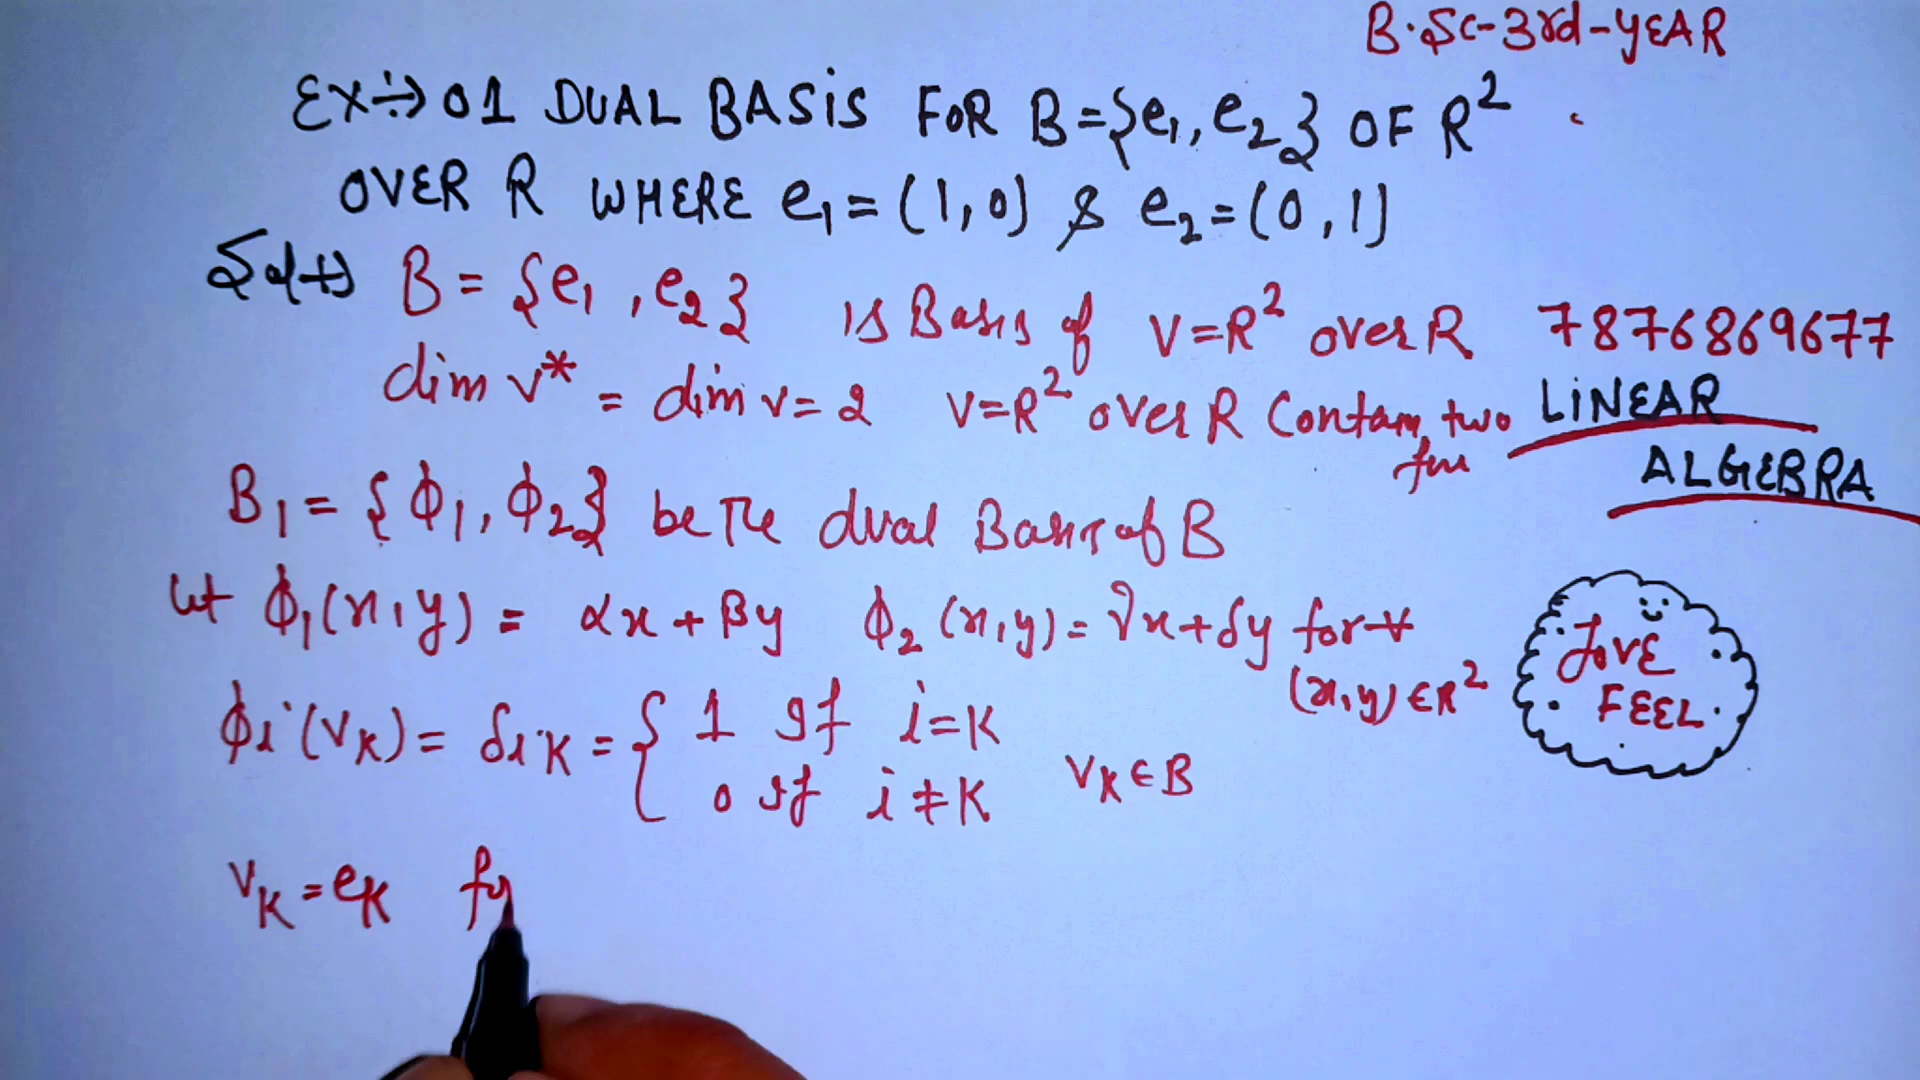 B.Sc-3rd-YEAR
EX:→ 01 DUAL BASIS FOR B={e₁, e₂} OF R²
OVER R WHERE e₁=(1,0) & e₂=(0,1)
Sol→ B = {e₁, e₂} is Basis of V=R² over R
7876869677
dim V* = dim V = 2 V=R² over R Contain two fun
LINEAR
ALGEBRA
B₁ = {ϕ₁, ϕ₂} be the dual Basis of B
let ϕ₁(x,y) = αx + βy ϕ₂(x,y) = γx+δy for ∀
(x,y) ∈ R²
LOVE
FEEL
ϕi(VK) = δiK = { 1 if i=K
0 if i≠K VK ∈ B
VK = eK fo